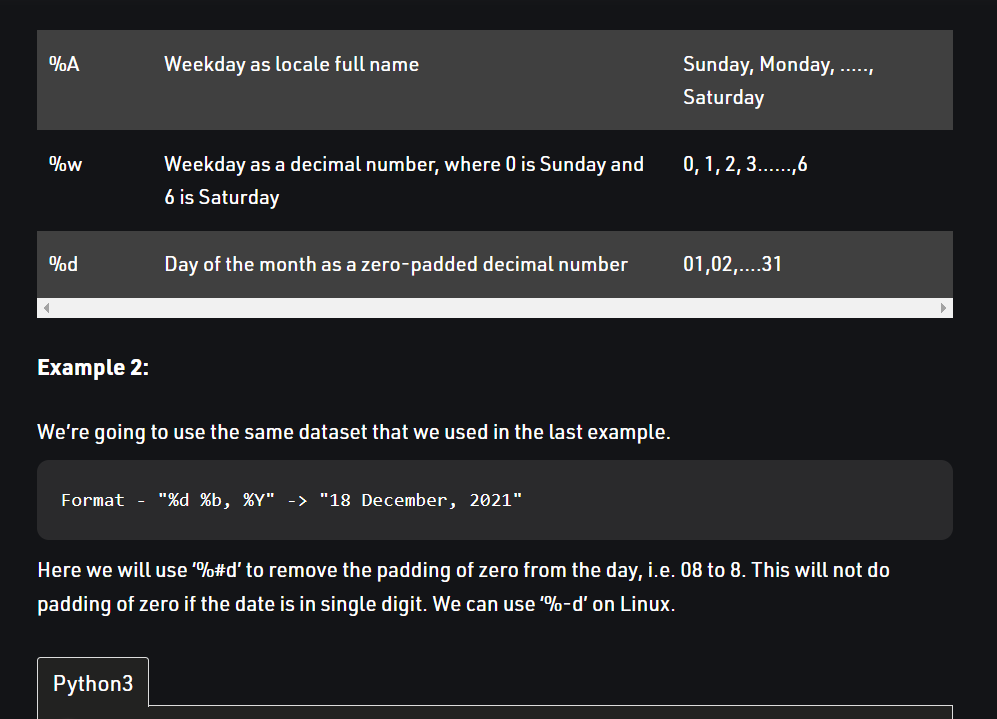 %A Weekday as locale full name Sunday, Monday, .....,
Saturday
%w Weekday as a decimal number, where 0 is Sunday and 0, 1, 2, 3......,6
6 is Saturday
%d Day of the month as a zero-padded decimal number 01,02,....31
Example 2:
We’re going to use the same dataset that we used in the last example.
Format - "%d %b, %Y" -> "18 December, 2021"
Here we will use ‘%#d’ to remove the padding of zero from the day, i.e. 08 to 8. This will not do
padding of zero if the date is in single digit. We can use ‘%-d’ on Linux.
Python3